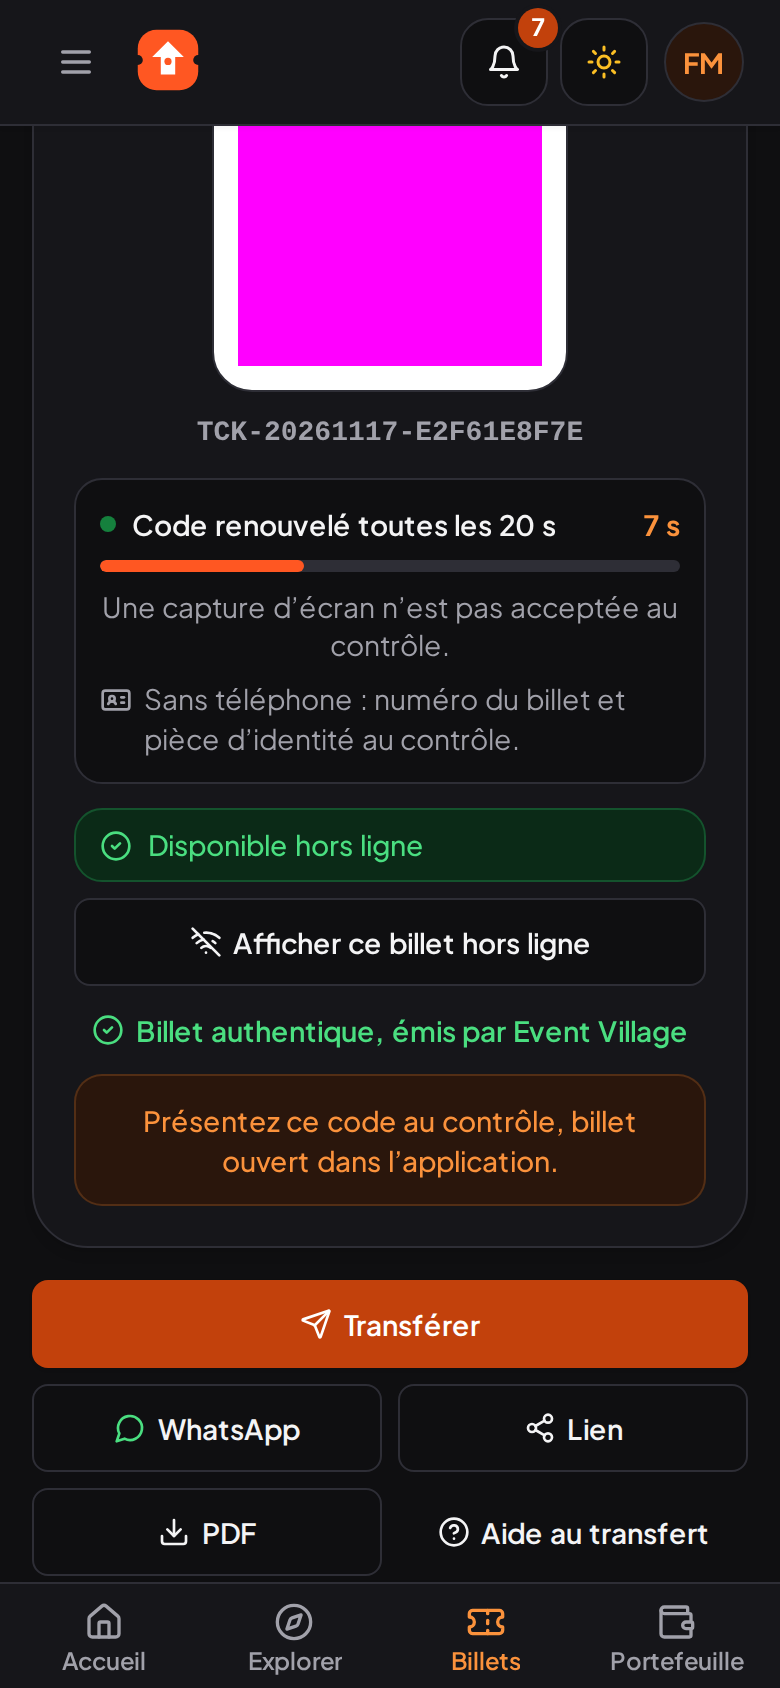 7
FM
TCK-20261117-E2F61E8F7E
Code renouvelé toutes les 20 s
7 s
Une capture d’écran n’est pas acceptée au
contrôle.
Sans téléphone : numéro du billet et
pièce d’identité au contrôle.
Disponible hors ligne
Afficher ce billet hors ligne
Billet authentique, émis par Event Village
Présentez ce code au contrôle, billet
ouvert dans l’application.
Transférer
WhatsApp
Lien
PDF
Aide au transfert
Accueil
Explorer
Billets
Portefeuille